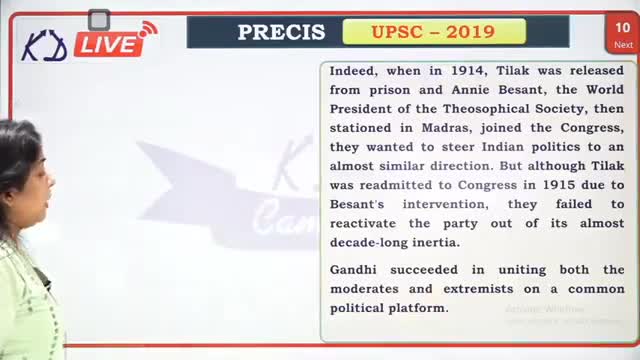 KD LIVE
PRECIS
UPSC – 2019
10
Next
Indeed, when in 1914, Tilak was released
from prison and Annie Besant, the World
President of the Theosophical Society, then
stationed in Madras, joined the Congress,
they wanted to steer Indian politics to an
almost similar direction. But although Tilak
was readmitted to Congress in 1915 due to
Besant's intervention, they failed to
reactivate the party out of its almost
decade-long inertia.
Gandhi succeeded in uniting both the
moderates and extremists on a common
political platform.
Activate Windows